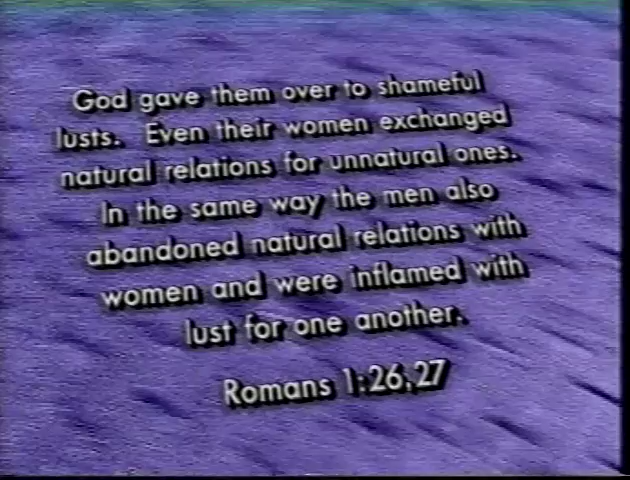 God gave them over to shameful
lusts. Even their women exchanged
natural relations for unnatural ones.
In the same way the men also
abandoned natural relations with
women and were inflamed with
lust for one another.
Romans 1:26,27